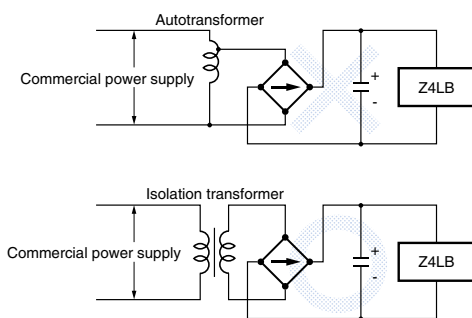 Autotransformer
Commercial power supply
+
-
Z4LB
Isolation transformer
Commercial power supply
+
-
Z4LB